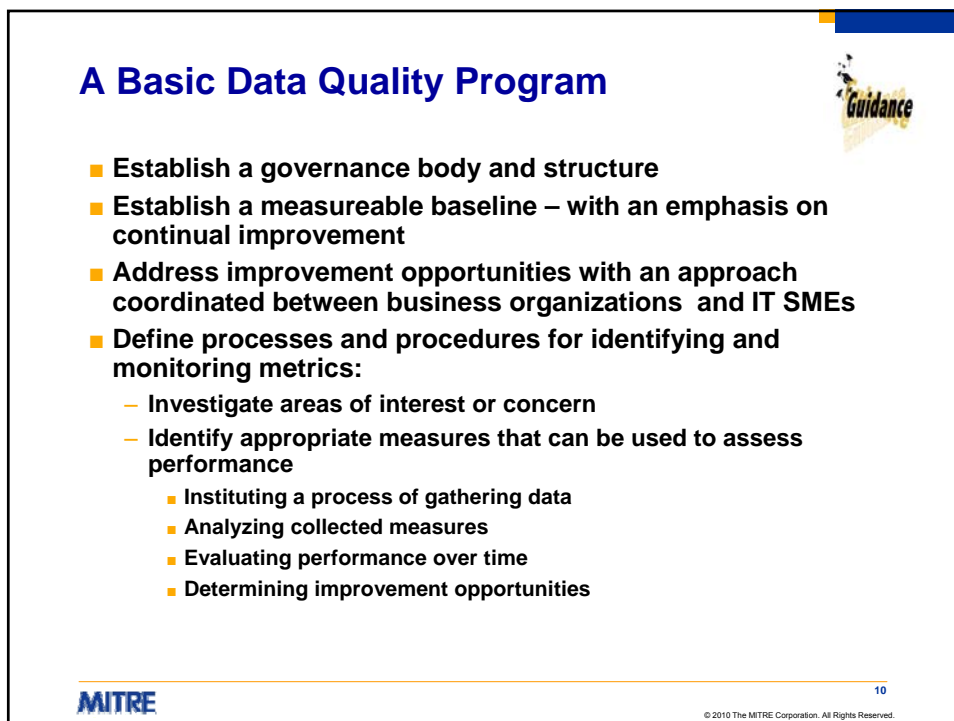 A Basic Data Quality Program
Guidance
■ Establish a governance body and structure
■ Establish a measureable baseline – with an emphasis on
continual improvement
■ Address improvement opportunities with an approach
coordinated between business organizations and IT SMEs
■ Define processes and procedures for identifying and
monitoring metrics:
– Investigate areas of interest or concern
– Identify appropriate measures that can be used to assess
performance
■ Instituting a process of gathering data
■ Analyzing collected measures
■ Evaluating performance over time
■ Determining improvement opportunities
MITRE
10
© 2010 The MITRE Corporation. All Rights Reserved.